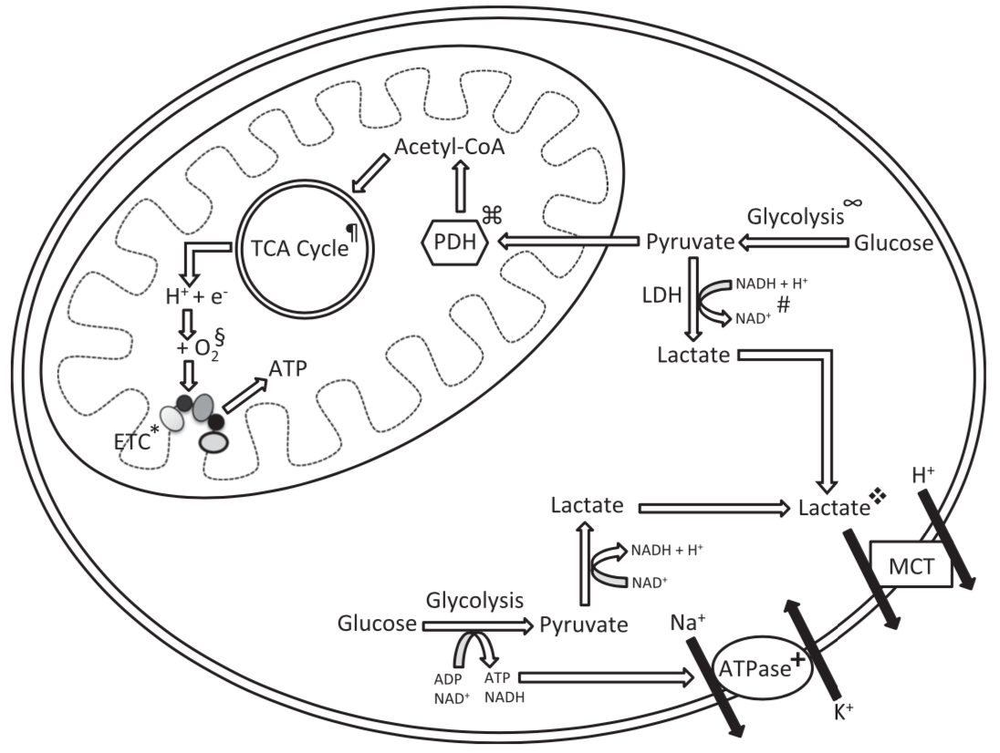 Acetyl-CoA
TCA Cycle¶
PDH⌘
Glycolysis∞
Pyruvate
Glucose
H⁺ + e⁻
+ O₂§
ATP
ETC*
LDH
NADH + H⁺
NAD⁺
#
Lactate
Lactate
Lactate❖
H⁺
MCT
NADH + H⁺
NAD⁺
Glycolysis
Glucose
Pyruvate
Na⁺
ADP
NAD⁺
ATP
NADH
ATPase+
K⁺